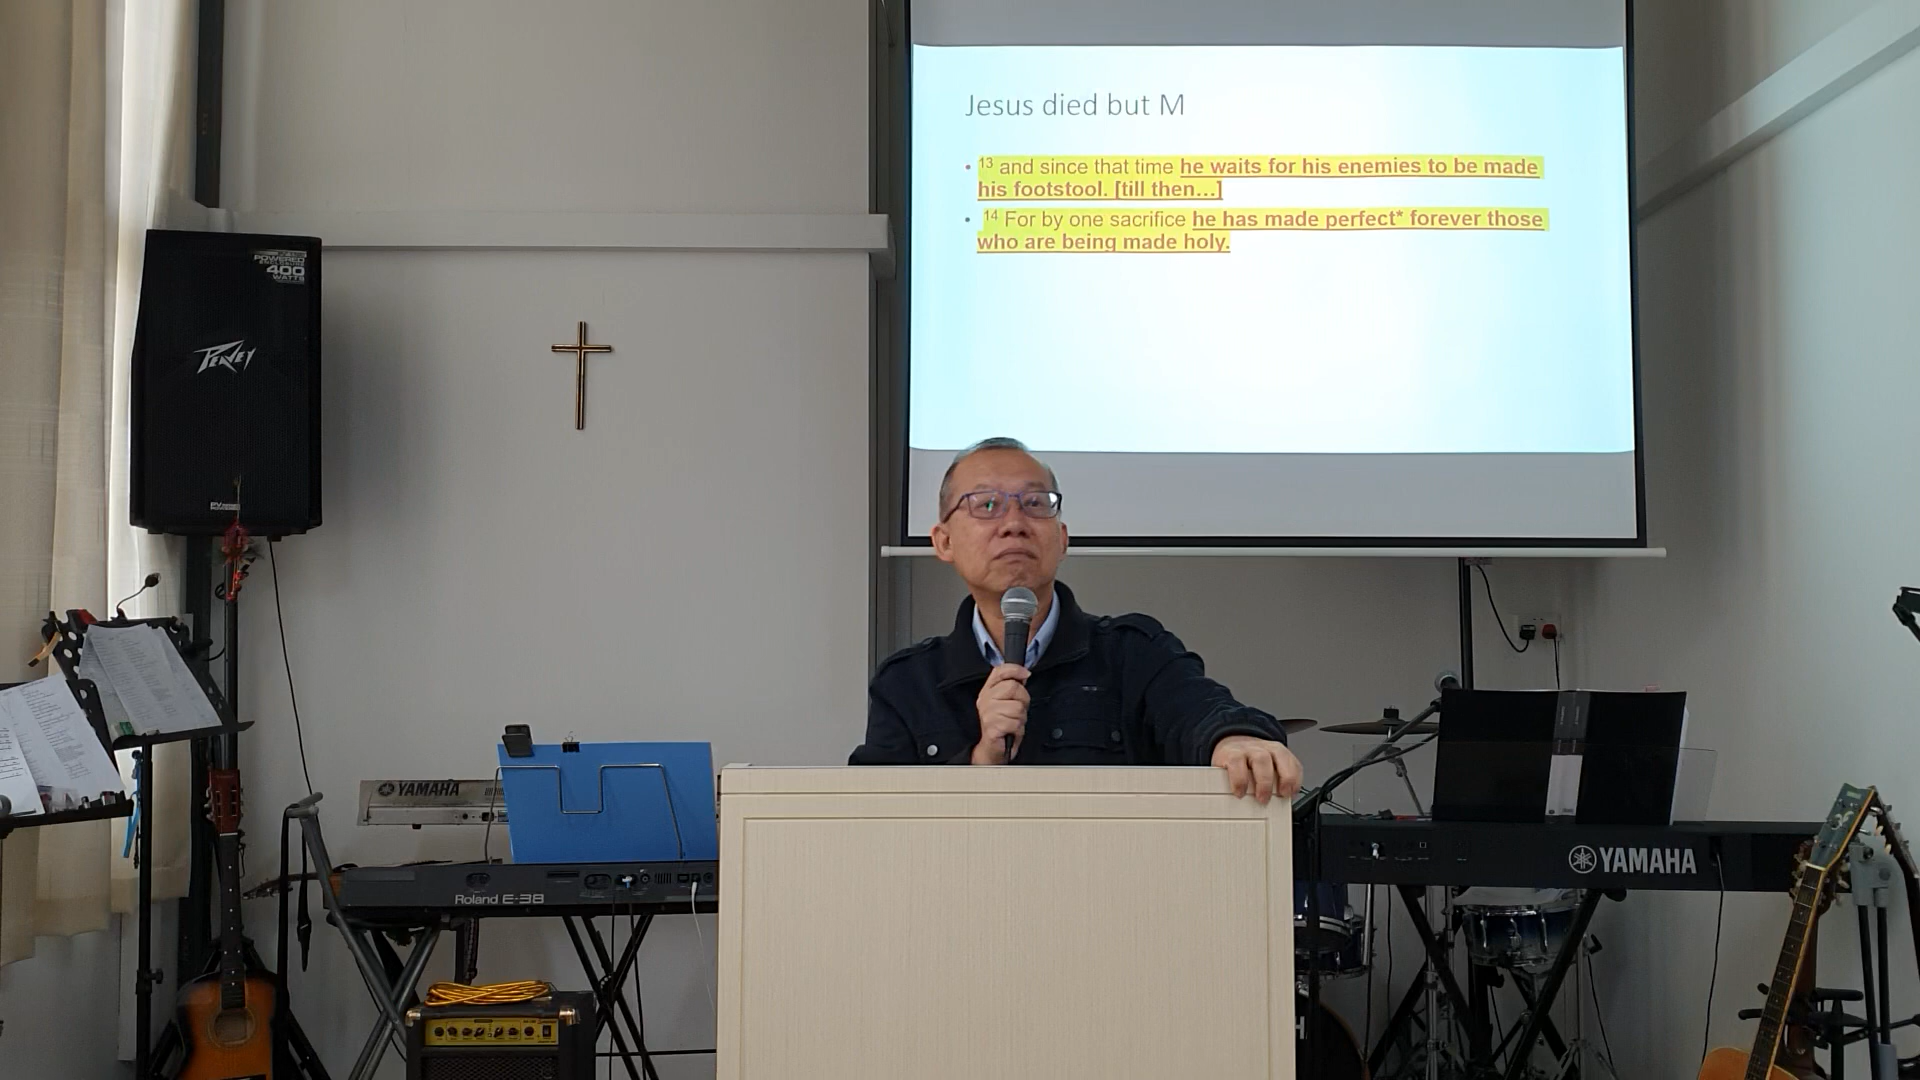 Jesus died but M
• 13 and since that time he waits for his enemies to be made
his footstool. [till then...]
• 14 For by one sacrifice he has made perfect* forever those
who are being made holy.
POWERED
ENCLOSURE
400
WATTS
PEAVEY
YAMAHA
Roland E-38
YAMAHA
H